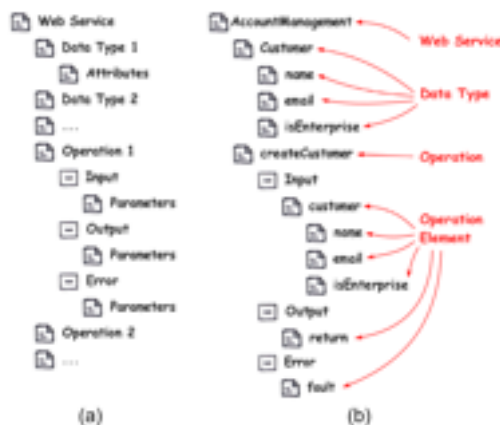 Web Service
Data Type 1
Attributes
Data Type 2
...
Operation 1
Input
Parameters
Output
Parameters
Error
Parameters
Operation 2
...
(a)
AccountManagement
Customer
name
email
isEnterprise
createCustomer
Input
customer
name
email
isEnterprise
Output
return
Error
fault
(b)
Web Service
Data Type
Operation
Operation
Element